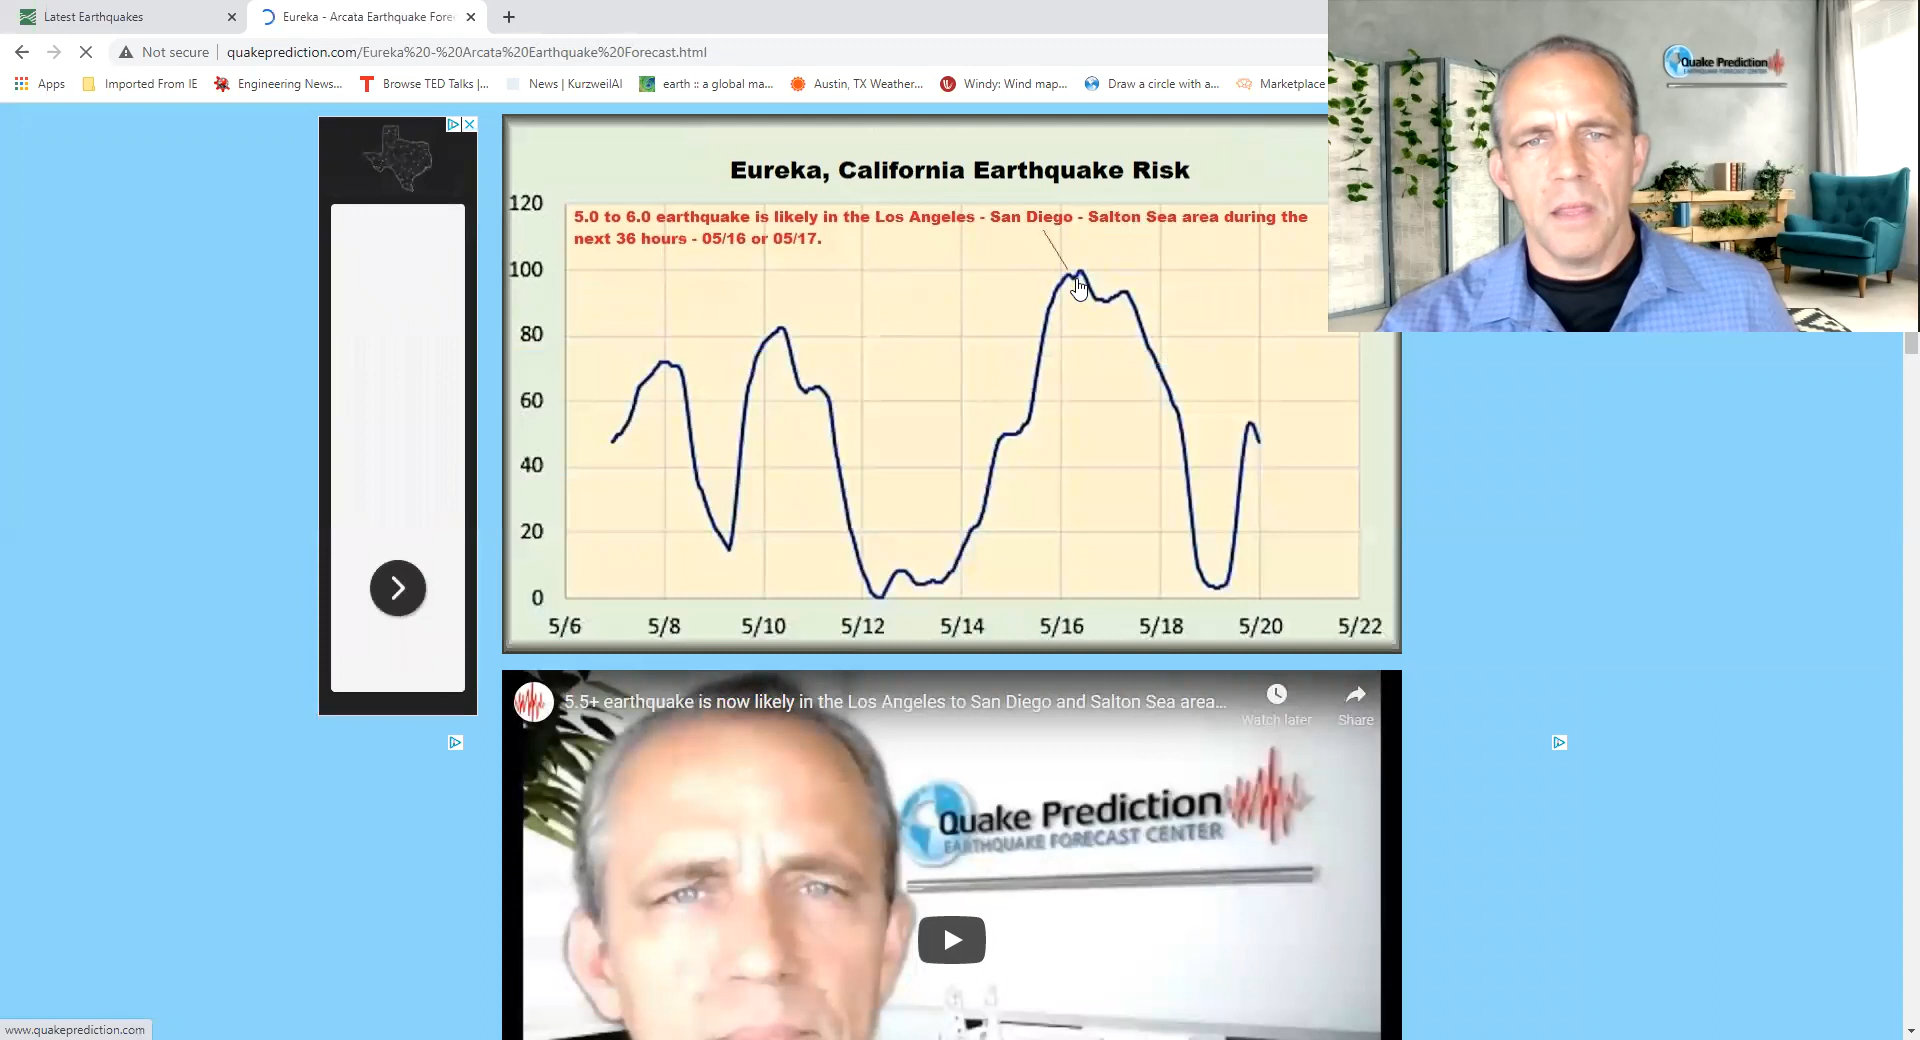 Latest Earthquakes
Eureka - Arcata Earthquake Fore
Not secure
quakeprediction.com/Eureka%20-%20Arcata%20Earthquake%20Forecast.html
Apps
Imported From IE
Engineering News...
Browse TED Talks |...
News | KurzweilAI
earth :: a global ma...
Austin, TX Weather...
Windy: Wind map...
Draw a circle with a...
Marketplace
Quake Prediction
EARTHQUAKE FORECAST CENTER
Eureka, California Earthquake Risk
5.0 to 6.0 earthquake is likely in the Los Angeles - San Diego - Salton Sea area during the
next 36 hours - 05/16 or 05/17.
120
100
80
60
40
20
0
5/6 5/8 5/10 5/12 5/14 5/16 5/18 5/20 5/22
5.5+ earthquake is now likely in the Los Angeles to San Diego and Salton Sea area...
Watch later
Share
Quake Prediction
EARTHQUAKE FORECAST CENTER
www.quakeprediction.com